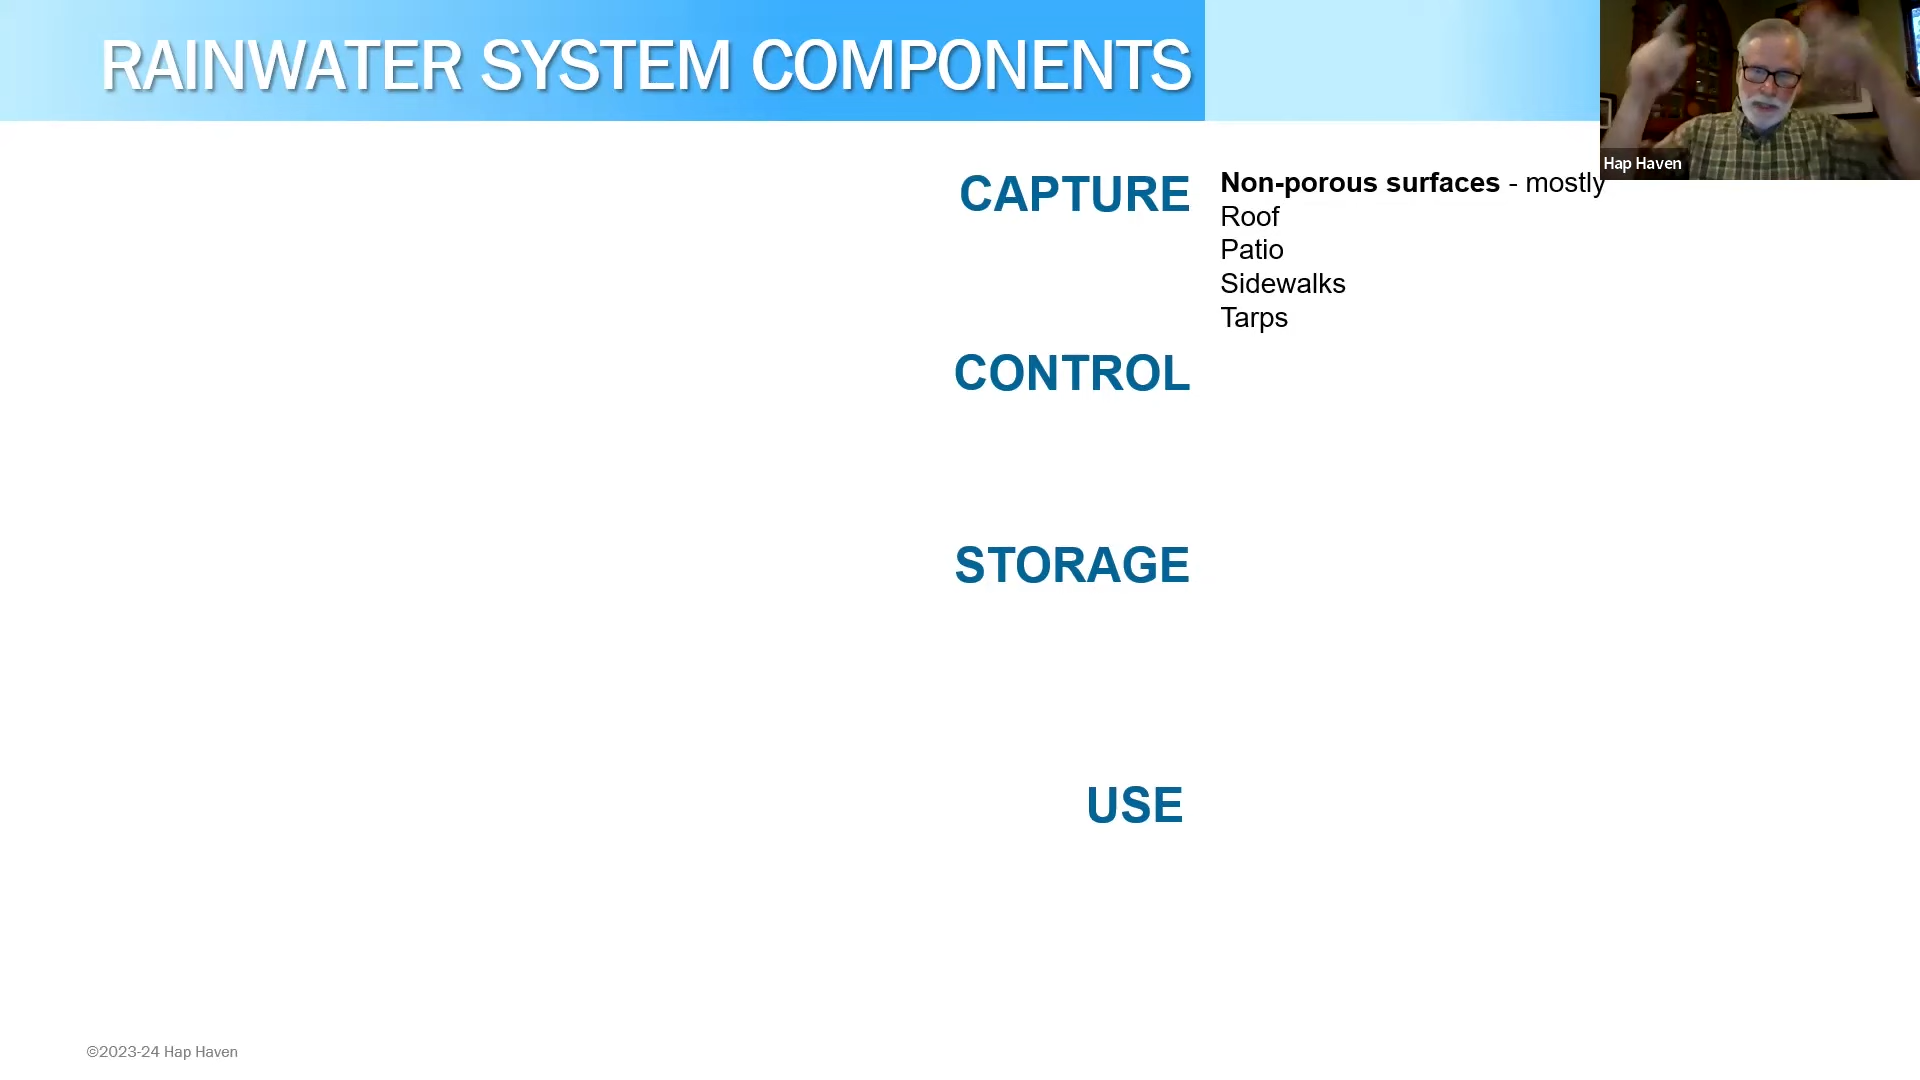 RAINWATER SYSTEM COMPONENTS
Hap Haven
CAPTURE
Non-porous surfaces - mostly
Roof
Patio
Sidewalks
Tarps
CONTROL
STORAGE
USE
©2023-24 Hap Haven